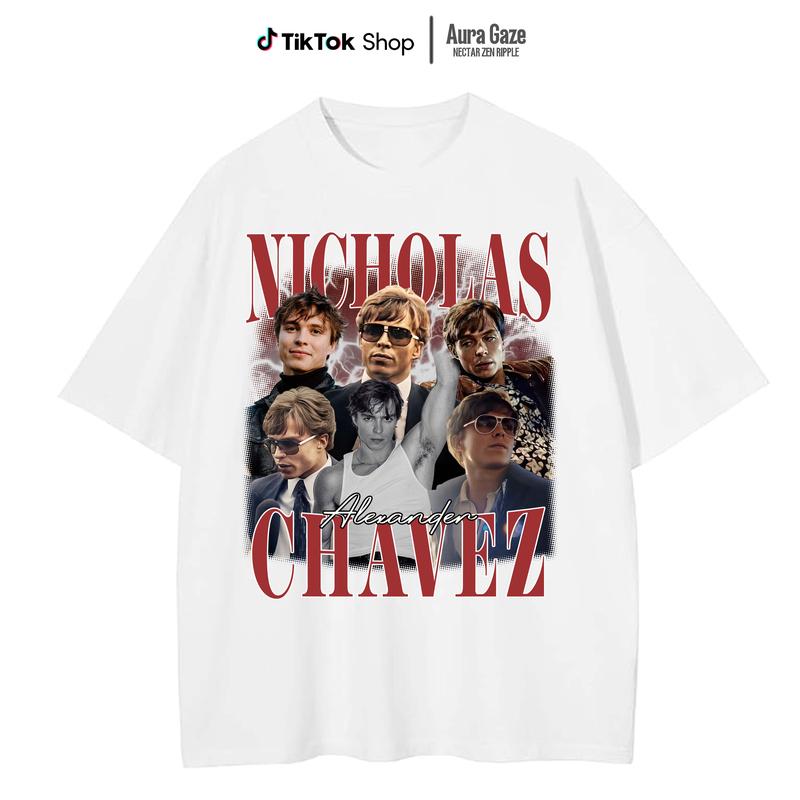 TikTok Shop
Aura Gaze
NECTAR ZEN RIPPLE
NICHOLAS
Alexander
CHAVEZ